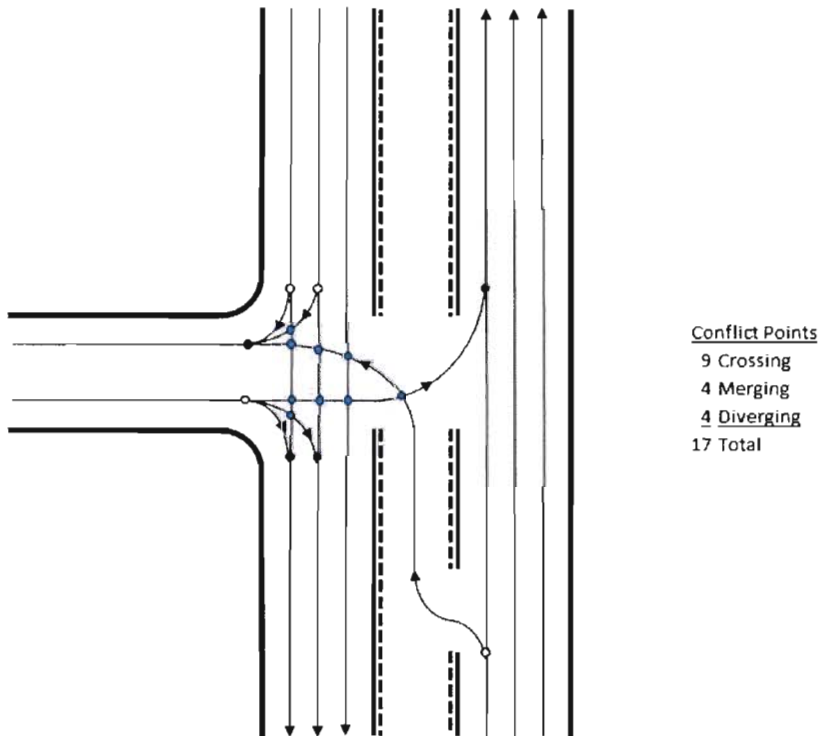 Conflict Points
9 Crossing
4 Merging
4 Diverging
17 Total